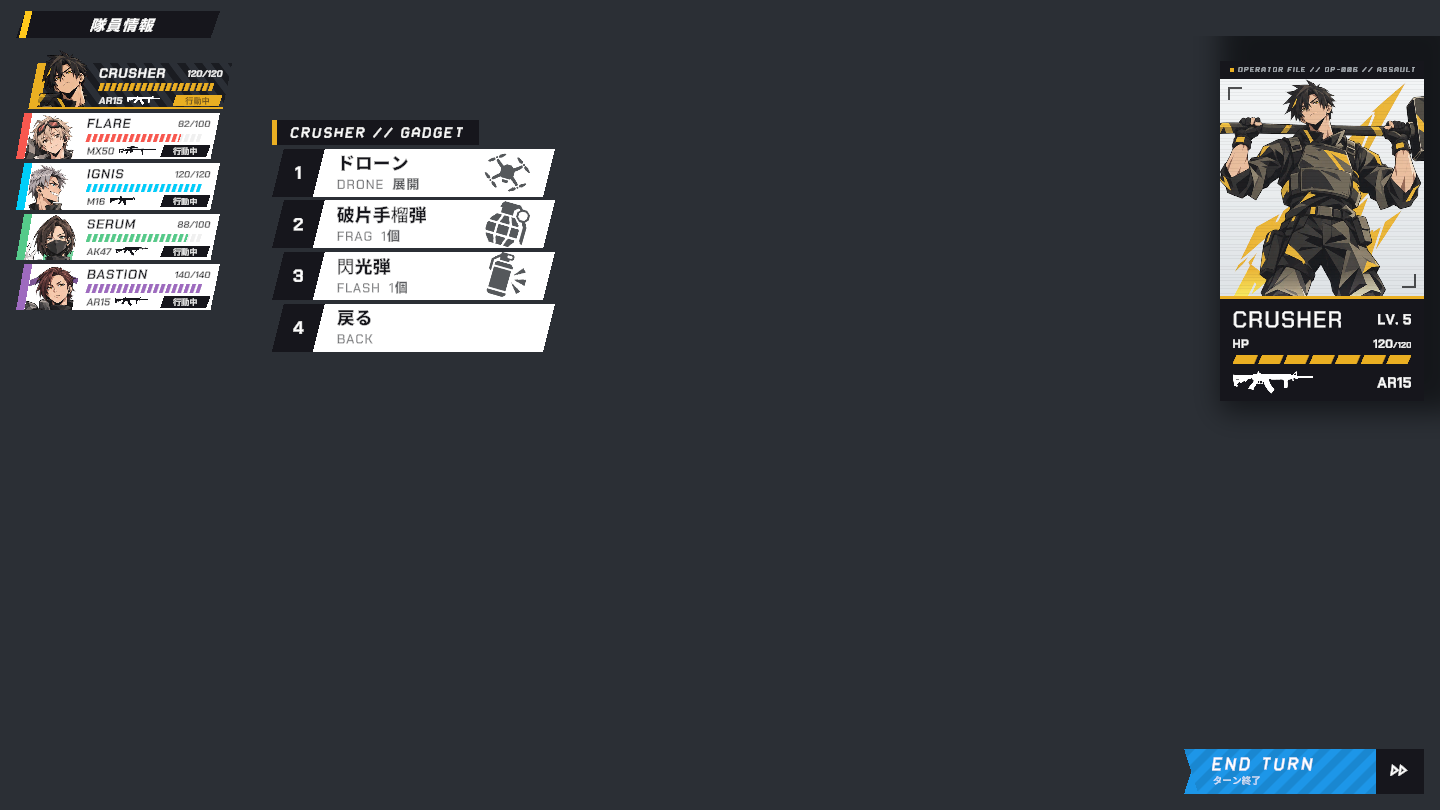 隊員情報
CRUSHER 120/120
AR15 行動中
FLARE 82/100
MX50 行動中
IGNIS 120/120
M16 行動中
SERUM 88/100
AK47 行動中
BASTION 140/140
AR15 行動中
CRUSHER // GADGET
1 ドローン
DRONE 展開
2 破片手榴弾
FRAG 1個
3 閃光弾
FLASH 1個
4 戻る
BACK
OPERATOR FILE // OP-006 // ASSAULT
CRUSHER LV. 5
HP 120/120
AR15
END TURN
ターン終了